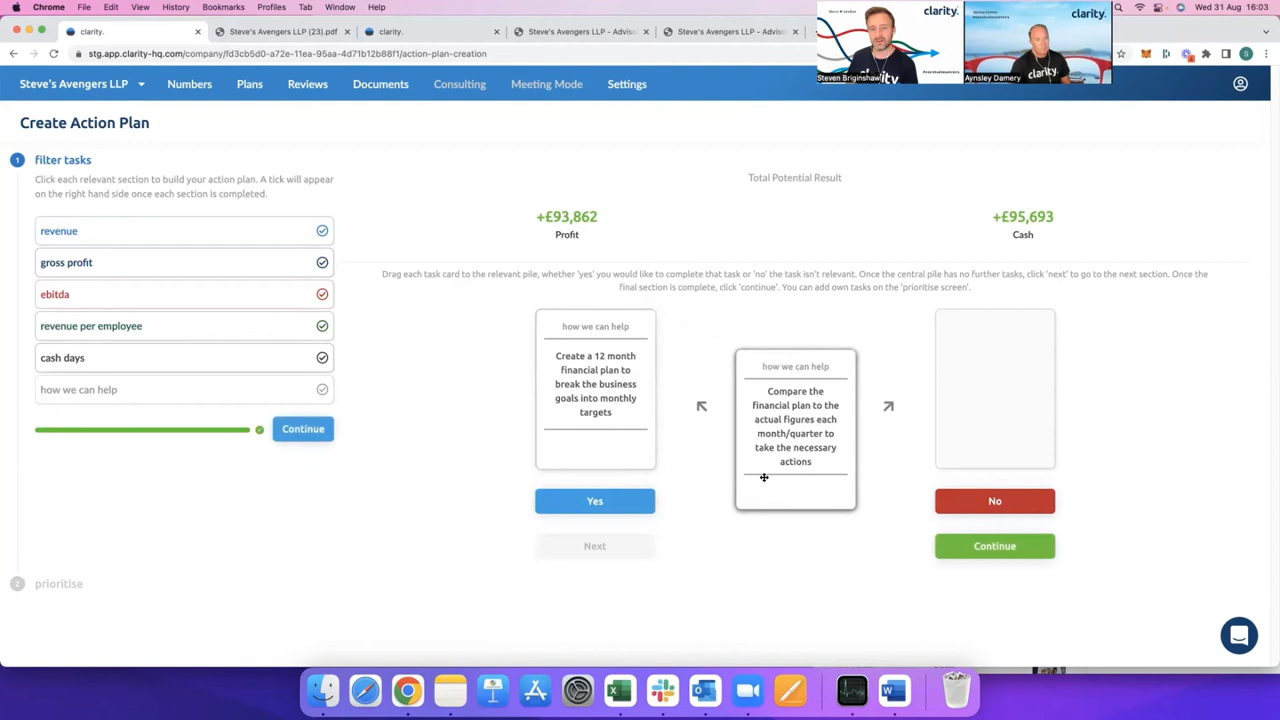 Chrome File Edit View History Bookmarks Profiles Tab Window Help
Wed 31 Aug 16:03
clarity.
Steve's Avengers LLP (23).pdf
clarity.
Steve's Avengers LLP - Adviso
Steve's Avengers LLP - Adviso
stg.app.clarity-hq.com/company/fd3cb5d0-a72e-11ea-95aa-4d71b12b88f1/action-plan-creation
S
clarity.
Steven Briginshaw
clarity.
clarity.
Aynsley Damery
Steve's Avengers LLP Numbers Plans Reviews Documents Consulting Meeting Mode Settings
Create Action Plan
1 filter tasks
Click each relevant section to build your action plan. A tick will appear
on the right hand side once each section is completed.
revenue
gross profit
ebitda
revenue per employee
cash days
how we can help
Continue
2 prioritise
Total Potential Result
+£93,862
Profit
+£95,693
Cash
Drag each task card to the relevant pile, whether 'yes' you would like to complete that task or 'no' the task isn't relevant. Once the central pile has no further tasks, click 'next' to go to the next section. Once the
final section is complete, click 'continue'. You can add own tasks on the 'prioritise screen'.
how we can help
Create a 12 month
financial plan to
break the business
goals into monthly
targets
Yes
Next
how we can help
Compare the
financial plan to the
actual figures each
month/quarter to
take the necessary
actions
No
Continue